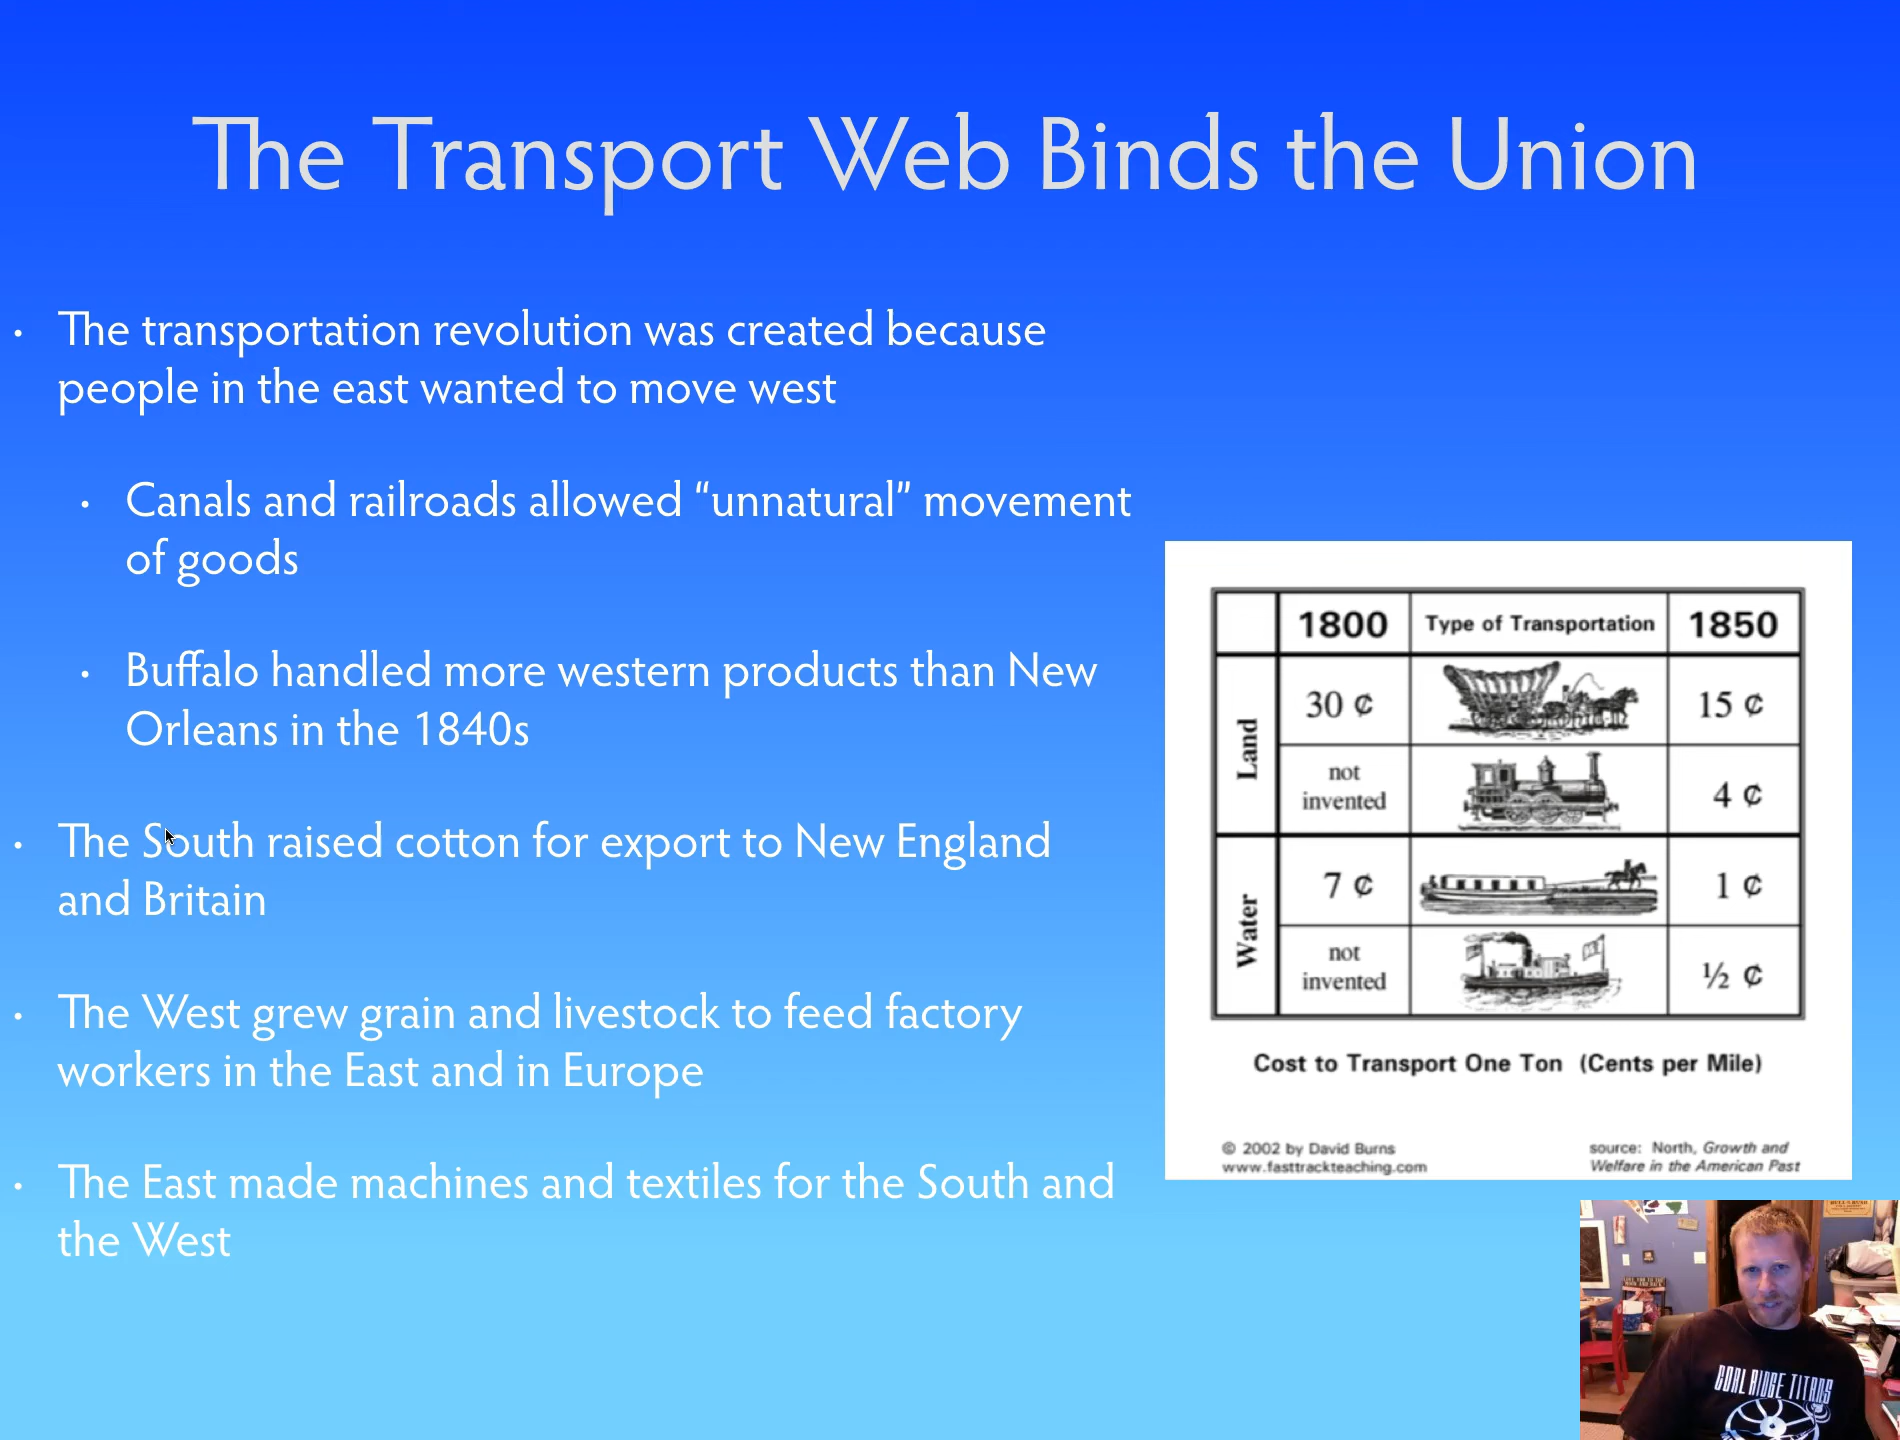 The Transport Web Binds the Union
• The transportation revolution was created because
people in the east wanted to move west
• Canals and railroads allowed “unnatural” movement
of goods
• Buffalo handled more western products than New
Orleans in the 1840s
• The South raised cotton for export to New England
and Britain
• The West grew grain and livestock to feed factory
workers in the East and in Europe
• The East made machines and textiles for the South and
the West
1800 Type of Transportation 1850
Land
30 ¢ 15 ¢
not
invented
4 ¢
Water
7 ¢ 1 ¢
not
invented
½ ¢
Cost to Transport One Ton (Cents per Mile)
© 2002 by David Burns
www.fasttrackteaching.com
source: North, Growth and
Welfare in the American Past
COAL RIDGE TITANS